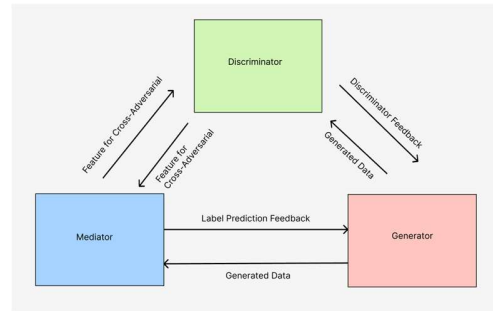 Discriminator
Feature for Cross-Adversarial
Discriminator Feedback
Feature for
Cross-Adversarial
Generated Data
Mediator
Label Prediction Feedback
Generator
Generated Data